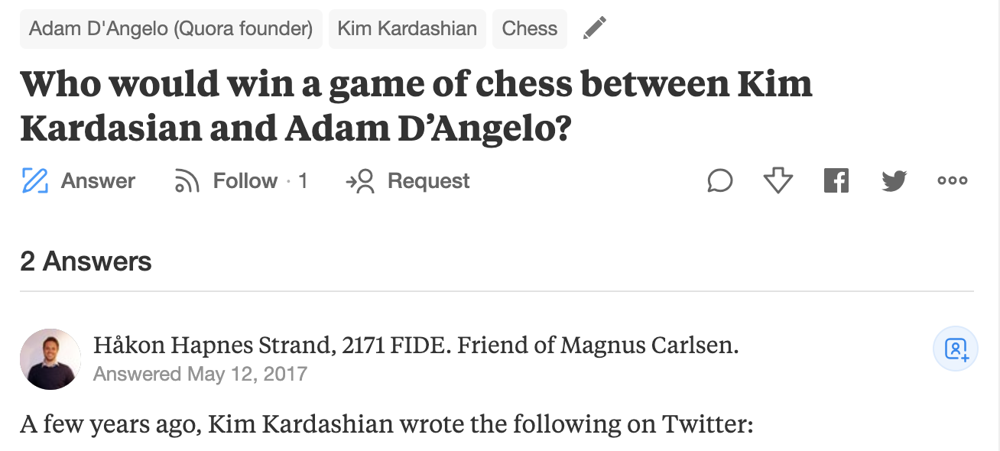 Adam D'Angelo (Quora founder) Kim Kardashian Chess
Who would win a game of chess between Kim
Kardasian and Adam D’Angelo?
Answer Follow · 1 Request
2 Answers
Håkon Hapnes Strand, 2171 FIDE. Friend of Magnus Carlsen.
Answered May 12, 2017
A few years ago, Kim Kardashian wrote the following on Twitter: